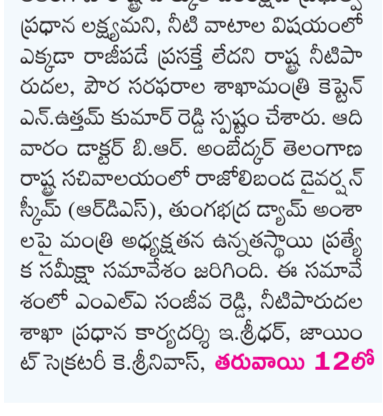 ప్రధాన లక్ష్యమని, నీటి వాటాల విషయంలో
ఎక్కడా రాజీపడే ప్రసక్తే లేదని రాష్ట్ర నీటిపా
రుదల, పౌర సరఫరాల శాఖామంత్రి కెప్టెన్
ఎన్.ఉత్తమ్ కుమార్ రెడ్డి స్పష్టం చేశారు. ఆది
వారం డాక్టర్ బి.ఆర్. అంబేద్కర్ తెలంగాణ
రాష్ట్ర సచివాలయంలో రాజోలిబండ డైవర్షన్
స్కీమ్ (ఆర్‌డిఎస్), తుంగభద్ర డ్యామ్ అంశా
లపై మంత్రి అధ్యక్షతన ఉన్నతస్థాయి ప్రత్యే
క సమీక్షా సమావేశం జరిగింది. ఈ సమావే
శంలో ఎంఎల్ఎ సంజీవ రెడ్డి, నీటిపారుదల
శాఖా ప్రధాన కార్యదర్శి ఇ.శ్రీధర్, జాయిం
ట్ సెక్రటరీ కె.శ్రీనివాస్, తరువాయి 12లో